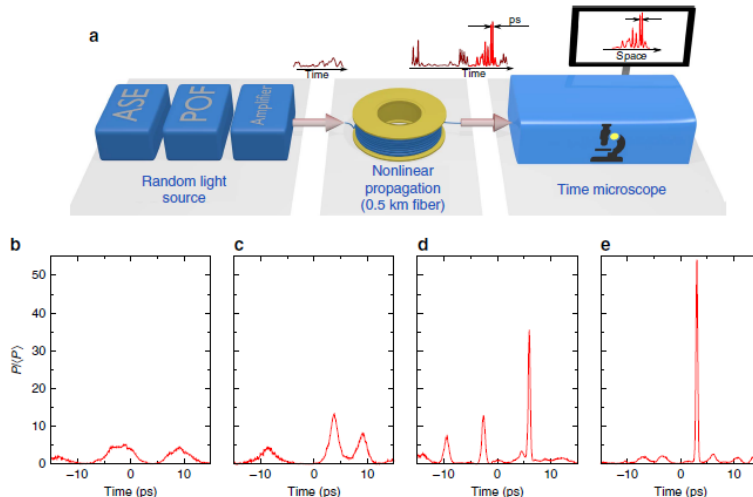 a
ps
Time
Time
Space
ASE
POF
Amplifier
Random light
source
Nonlinear
propagation
(0.5 km fiber)
Time microscope
b
c
d
e
P/⟨P⟩
50
40
30
20
10
0
−10 0 10
−10 0 10
−10 0 10
−10 0 10
Time (ps)
Time (ps)
Time (ps)
Time (ps)